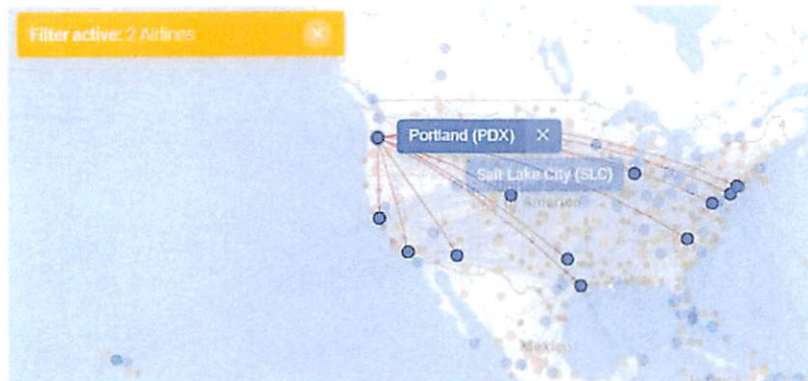 Filter active: 2 Airlines ×
Portland (PDX) ×
Salt Lake City (SLC)
America
Mexico